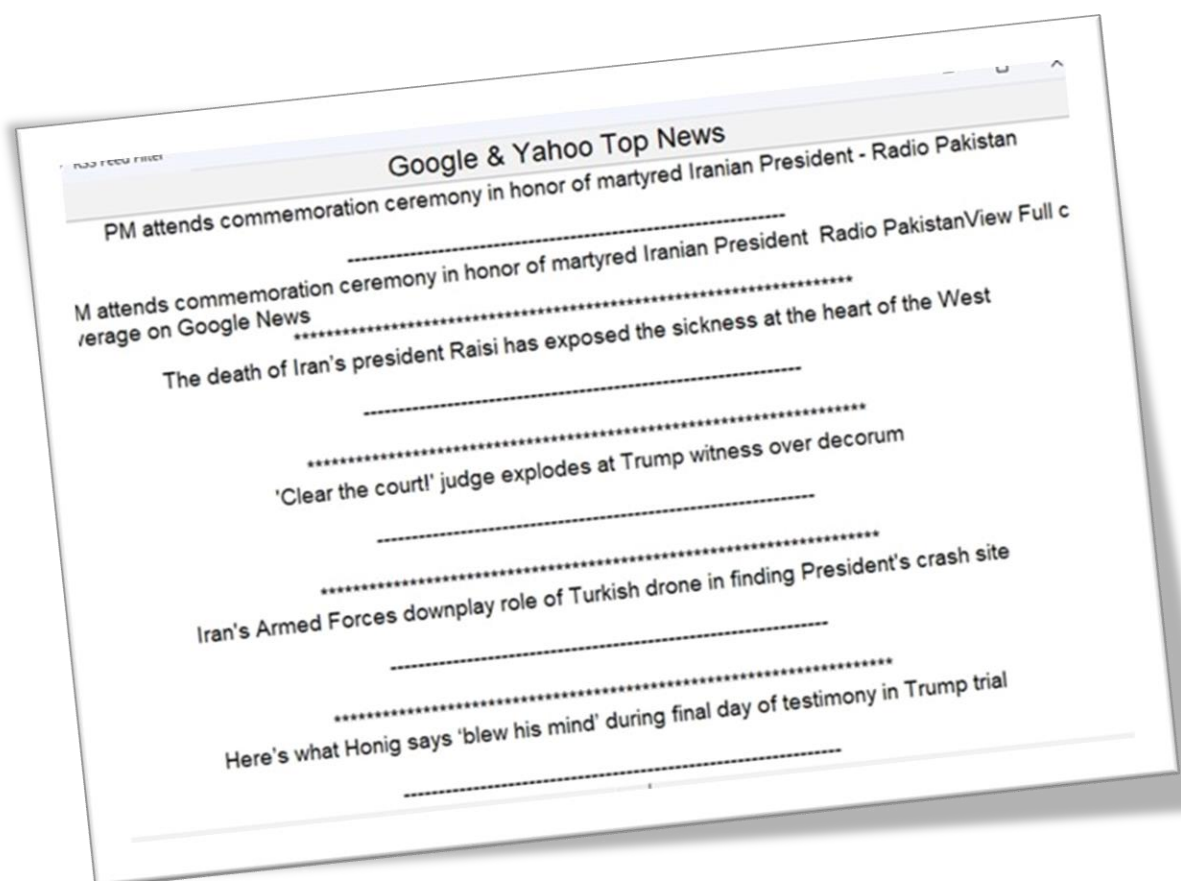 RSS Feed Filter
Google & Yahoo Top News
PM attends commemoration ceremony in honor of martyred Iranian President - Radio Pakistan
-----------------------------------------------------------------
M attends commemoration ceremony in honor of martyred Iranian President  Radio PakistanView Full c
verage on Google News
*********************************************************************
The death of Iran's president Raisi has exposed the sickness at the heart of the West
-----------------------------------------------------------------
*********************************************************************
'Clear the court!' judge explodes at Trump witness over decorum
-----------------------------------------------------------------
*********************************************************************
Iran's Armed Forces downplay role of Turkish drone in finding President's crash site
-----------------------------------------------------------------
*********************************************************************
Here's what Honig says ‘blew his mind’ during final day of testimony in Trump trial
-----------------------------------------------------------------